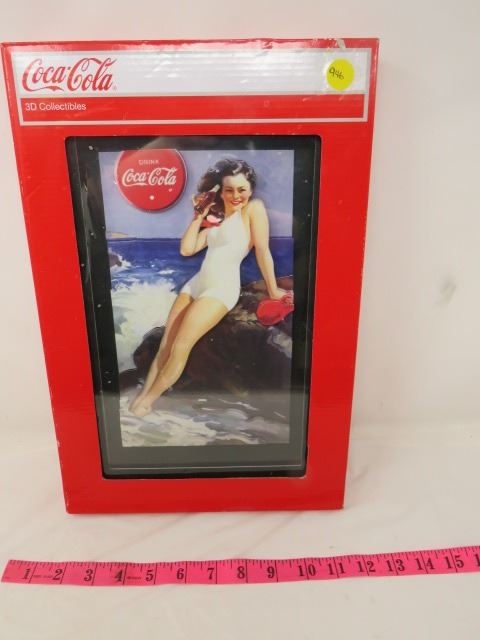 Coca-Cola
946
3D Collectibles
DRINK
Coca-Cola
1 2 3 4 5 6 7 8 9 10 11 12 13 14 15 1